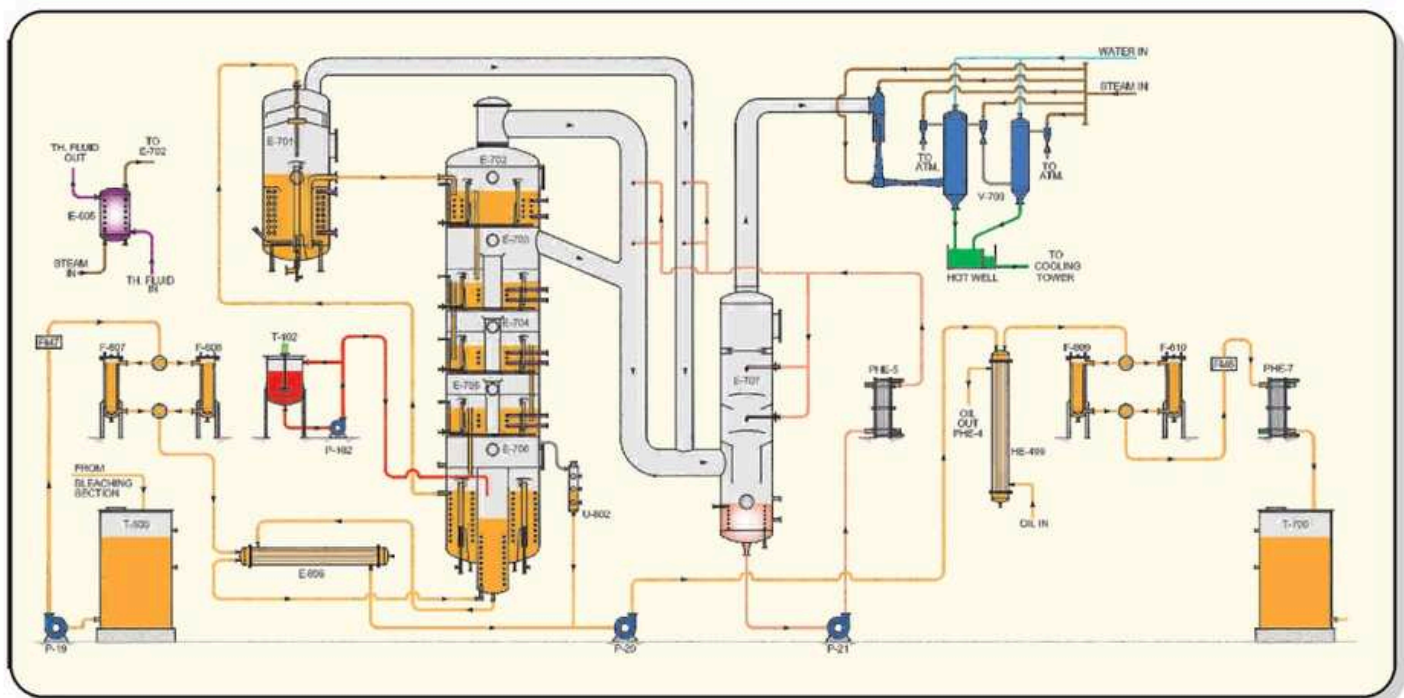 WATER IN
STEAM IN
TO
ATM.
TO
ATM.
V-700
HOT WELL
TO
COOLING
TOWER
E-701
E-702
E-703
E-704
E-705
E-706
E-707
TH. FLUID
OUT
TO
E-702
E-605
STEAM
IN
TH. FLUID
IN
F-607
F-608
T-102
P-102
FROM
BLEACHING
SECTION
T-600
E-606
U-602
P-19
P-20
P-21
PHE-5
OIL
OUT
PHE-4
HE-499
OIL IN
F-609
F-610
PHE-7
T-700